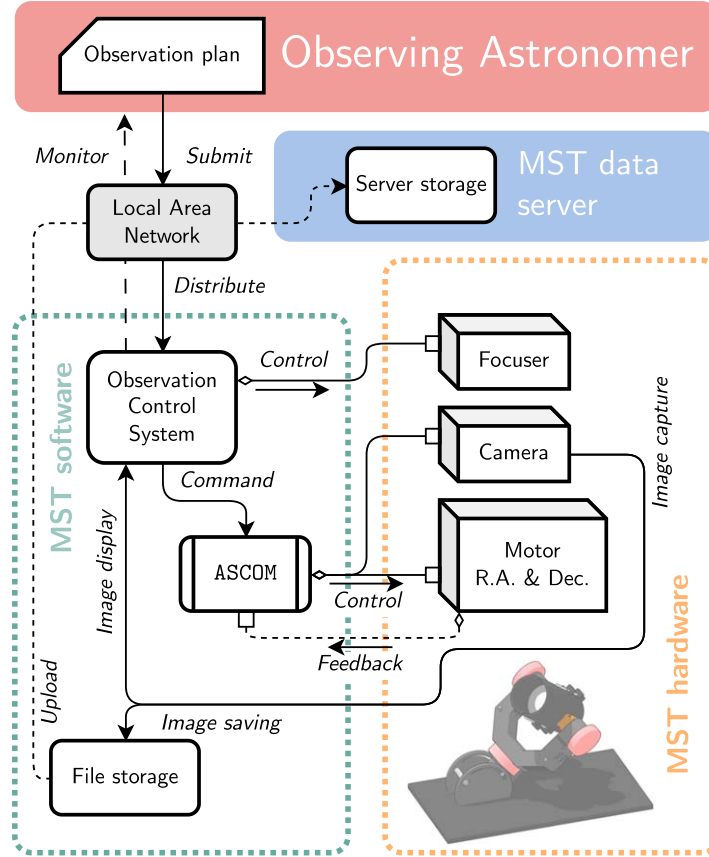 Observation plan
Observing Astronomer
Monitor
Submit
Local Area
Network
Server storage
MST data
server
Distribute
MST software
Observation
Control
System
Control
Focuser
Camera
Image capture
Command
ASCOM
Motor
R.A. & Dec.
Control
Feedback
Image display
Upload
Image saving
File storage
MST hardware